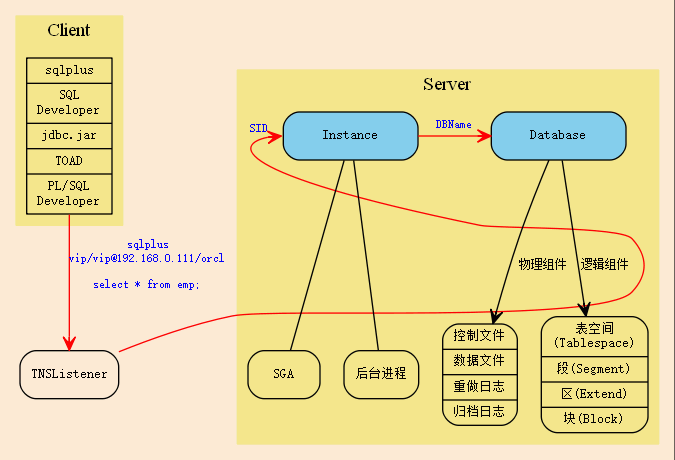 Client
sqlplus
SQL
Developer
jdbc.jar
TOAD
PL/SQL
Developer
sqlplus
vip/vip@192.168.0.111/orcl
select * from emp;
TNSListener
Server
SID
Instance
DBName
Database
物理组件
逻辑组件
SGA
后台进程
控制文件
数据文件
重做日志
归档日志
表空间
(Tablespace)
段(Segment)
区(Extend)
块(Block)